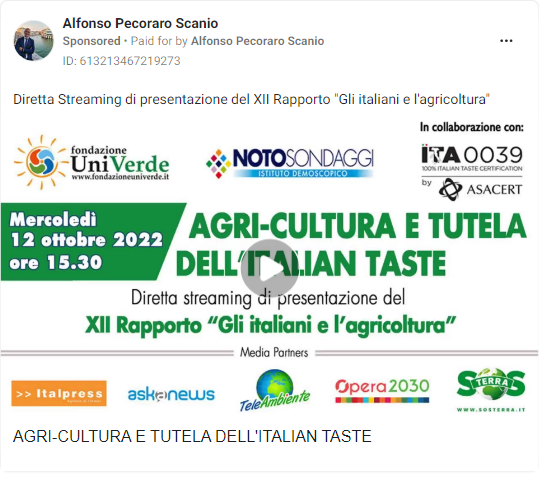 Alfonso Pecoraro Scanio
Sponsored • Paid for by Alfonso Pecoraro Scanio
ID: 613213467219273
Diretta Streaming di presentazione del XII Rapporto "Gli italiani e l'agricoltura"
In collaborazione con:
fondazione
UniVerde
www.fondazioneuniverde.it
NOTOSONDAGGI
ISTITUTO DEMOSCOPICO
ITA0039
100% ITALIAN TASTE CERTIFICATION
by ASACERT
Mercoledì
12 ottobre 2022
ore 15.30
AGRI-CULTURA E TUTELA
DELL'ITALIAN TASTE
Diretta streaming di presentazione del
XII Rapporto “Gli italiani e l’agricoltura”
Media Partners
>> Italpress
askanews
TeleAmbiente
Opera2030
SOS
TERRA
WWW.SOSTERRA.IT
AGRI-CULTURA E TUTELA DELL'ITALIAN TASTE